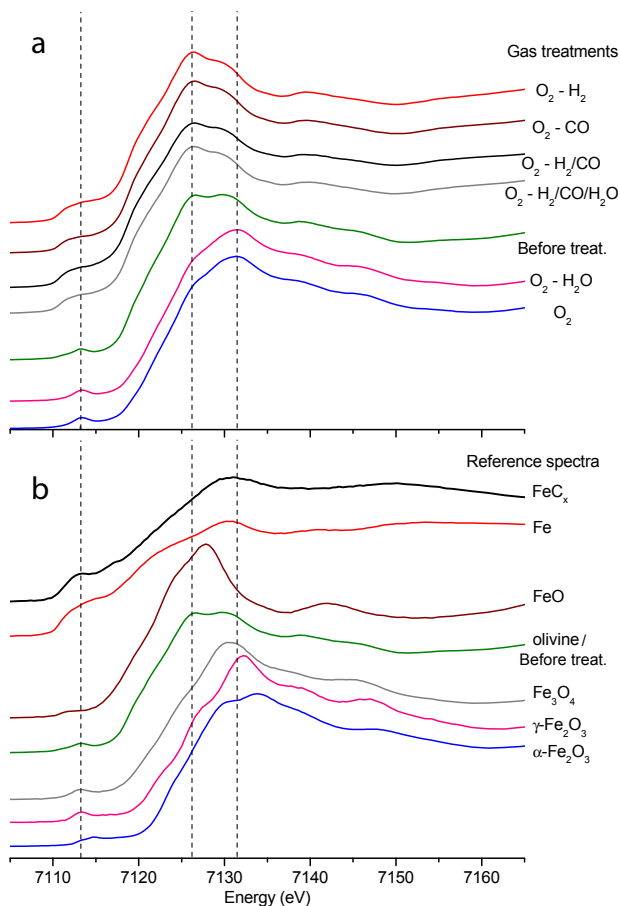 a
Gas treatments
O₂ - H₂
O₂ - CO
O₂ - H₂/CO
O₂ - H₂/CO/H₂O
Before treat.
O₂ - H₂O
O₂
b
Reference spectra
FeCₓ
Fe
FeO
olivine/
Before treat.
Fe₃O₄
γ-Fe₂O₃
α-Fe₂O₃
7110 7120 7130 7140 7150 7160
Energy (eV)